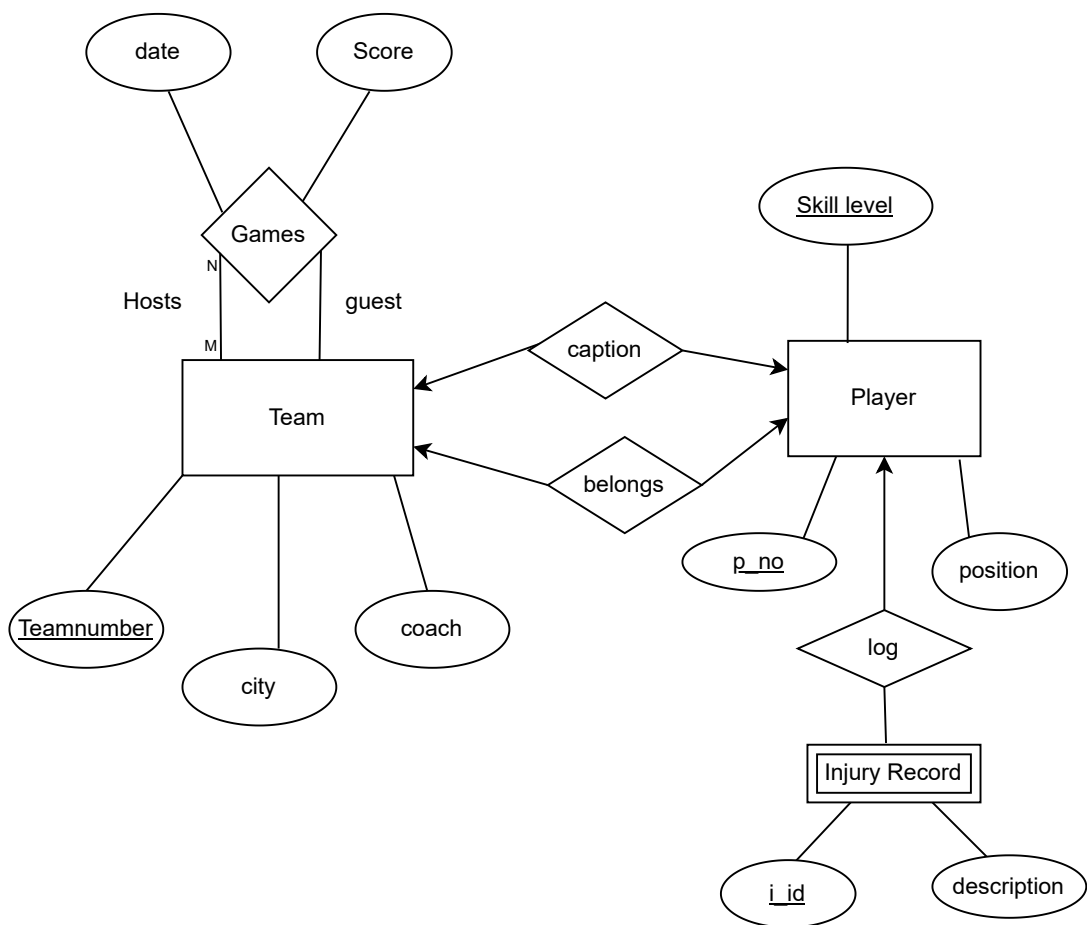 date
Score
Skill level
Games
N
Hosts
guest
M
caption
Team
Player
belongs
p_no
position
Teamnumber
coach
log
city
Injury Record
i_id
description